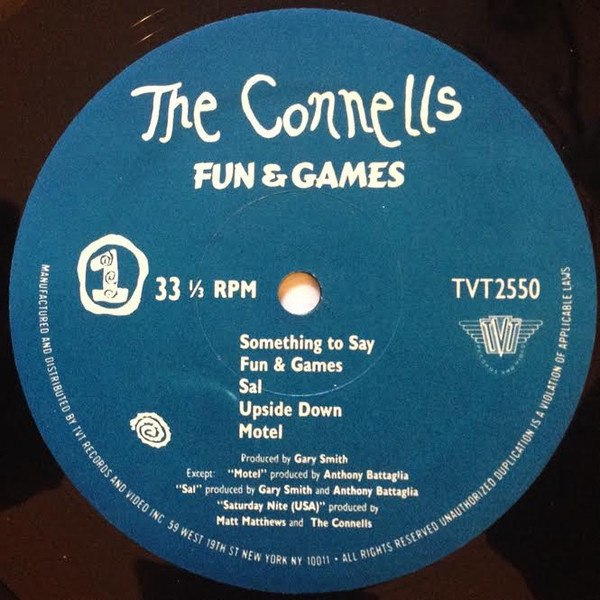 The Connells
FUN & GAMES
1
33 ⅓ RPM
TVT2550
TVT
Something to Say
Fun & Games
Sal
Upside Down
Motel
Produced by Gary Smith
Except: "Motel" produced by Anthony Battaglia
"Sal" produced by Gary Smith and Anthony Battaglia
"Saturday Nite (USA)" produced by
Matt Matthews and The Connells
MANUFACTURED AND DISTRIBUTED BY TVT RECORDS AND VIDEO INC 59 WEST 19TH ST NEW YORK NY 10011 • ALL RIGHTS RESERVED UNAUTHORIZED DUPLICATION IS A VIOLATION OF APPLICABLE LAWS